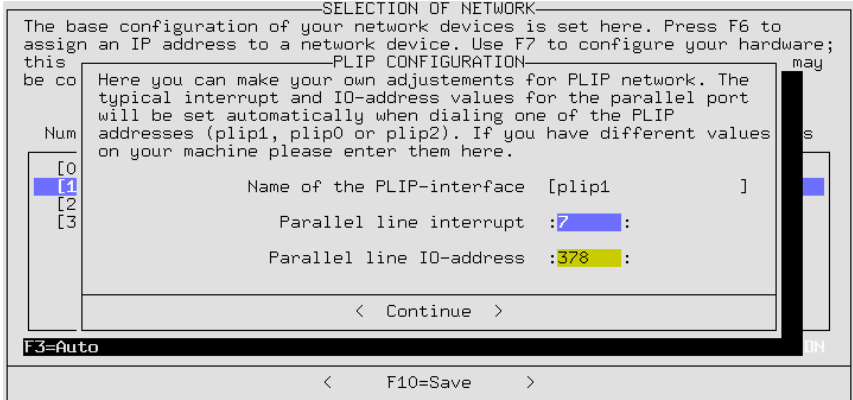 SELECTION OF NETWORK
The base configuration of your network devices is set here. Press F6 to
assign an IP address to a network device. Use F7 to configure your hardware;
this may
be co
PLIP CONFIGURATION
Here you can make your own adjustements for PLIP network. The
typical interrupt and IO-address values for the parallel port
will be set automatically when dialing one of the PLIP
addresses (plip1, plip0 or plip2). If you have different values
on your machine please enter them here.
Num s
[0
[1
[2
[3
Name of the PLIP-interface [plip1 ]
Parallel line interrupt :7 :
Parallel line IO-address :378 :
< Continue >
F3=Auto ON
< F10=Save >